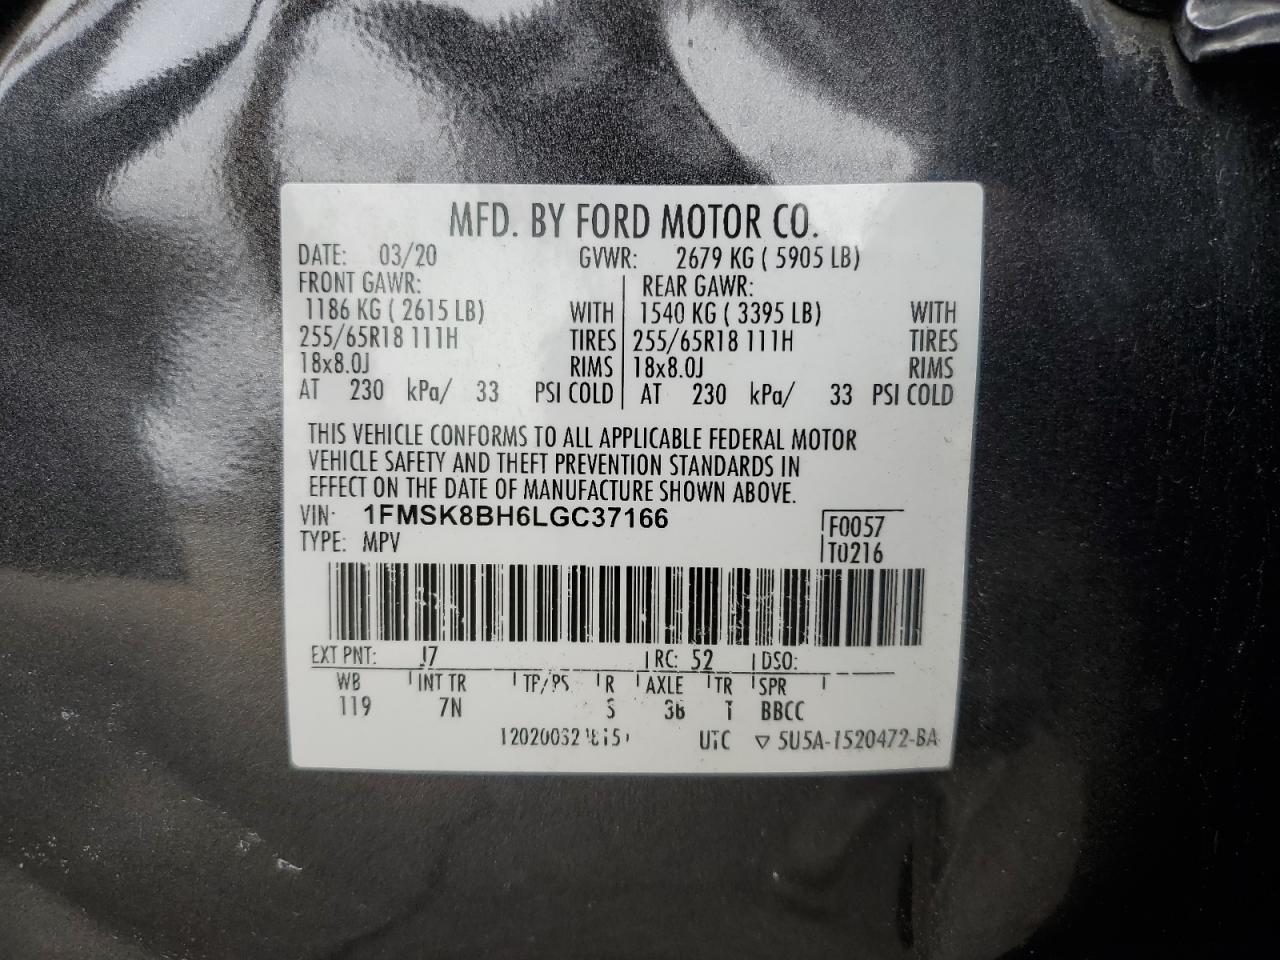 MFD. BY FORD MOTOR CO.
DATE: 03/20 GVWR: 2679 KG ( 5905 LB)
FRONT GAWR: REAR GAWR:
1186 KG ( 2615 LB) WITH 1540 KG ( 3395 LB) WITH
255/65R18 111H TIRES 255/65R18 111H TIRES
18x8.0J RIMS 18x8.0J RIMS
AT 230 kPa/ 33 PSI COLD AT 230 kPa/ 33 PSI COLD
THIS VEHICLE CONFORMS TO ALL APPLICABLE FEDERAL MOTOR
VEHICLE SAFETY AND THEFT PREVENTION STANDARDS IN
EFFECT ON THE DATE OF MANUFACTURE SHOWN ABOVE.
VIN: 1FMSK8BH6LGC37166
F0057
TYPE: MPV
T0216
EXT PNT: J7 RC: 52 DSO:
WB INT TR TP/PS R AXLE TR SPR
119 7N S 36 T BBCC
UTC ▽ 5U5A-1520472-BA